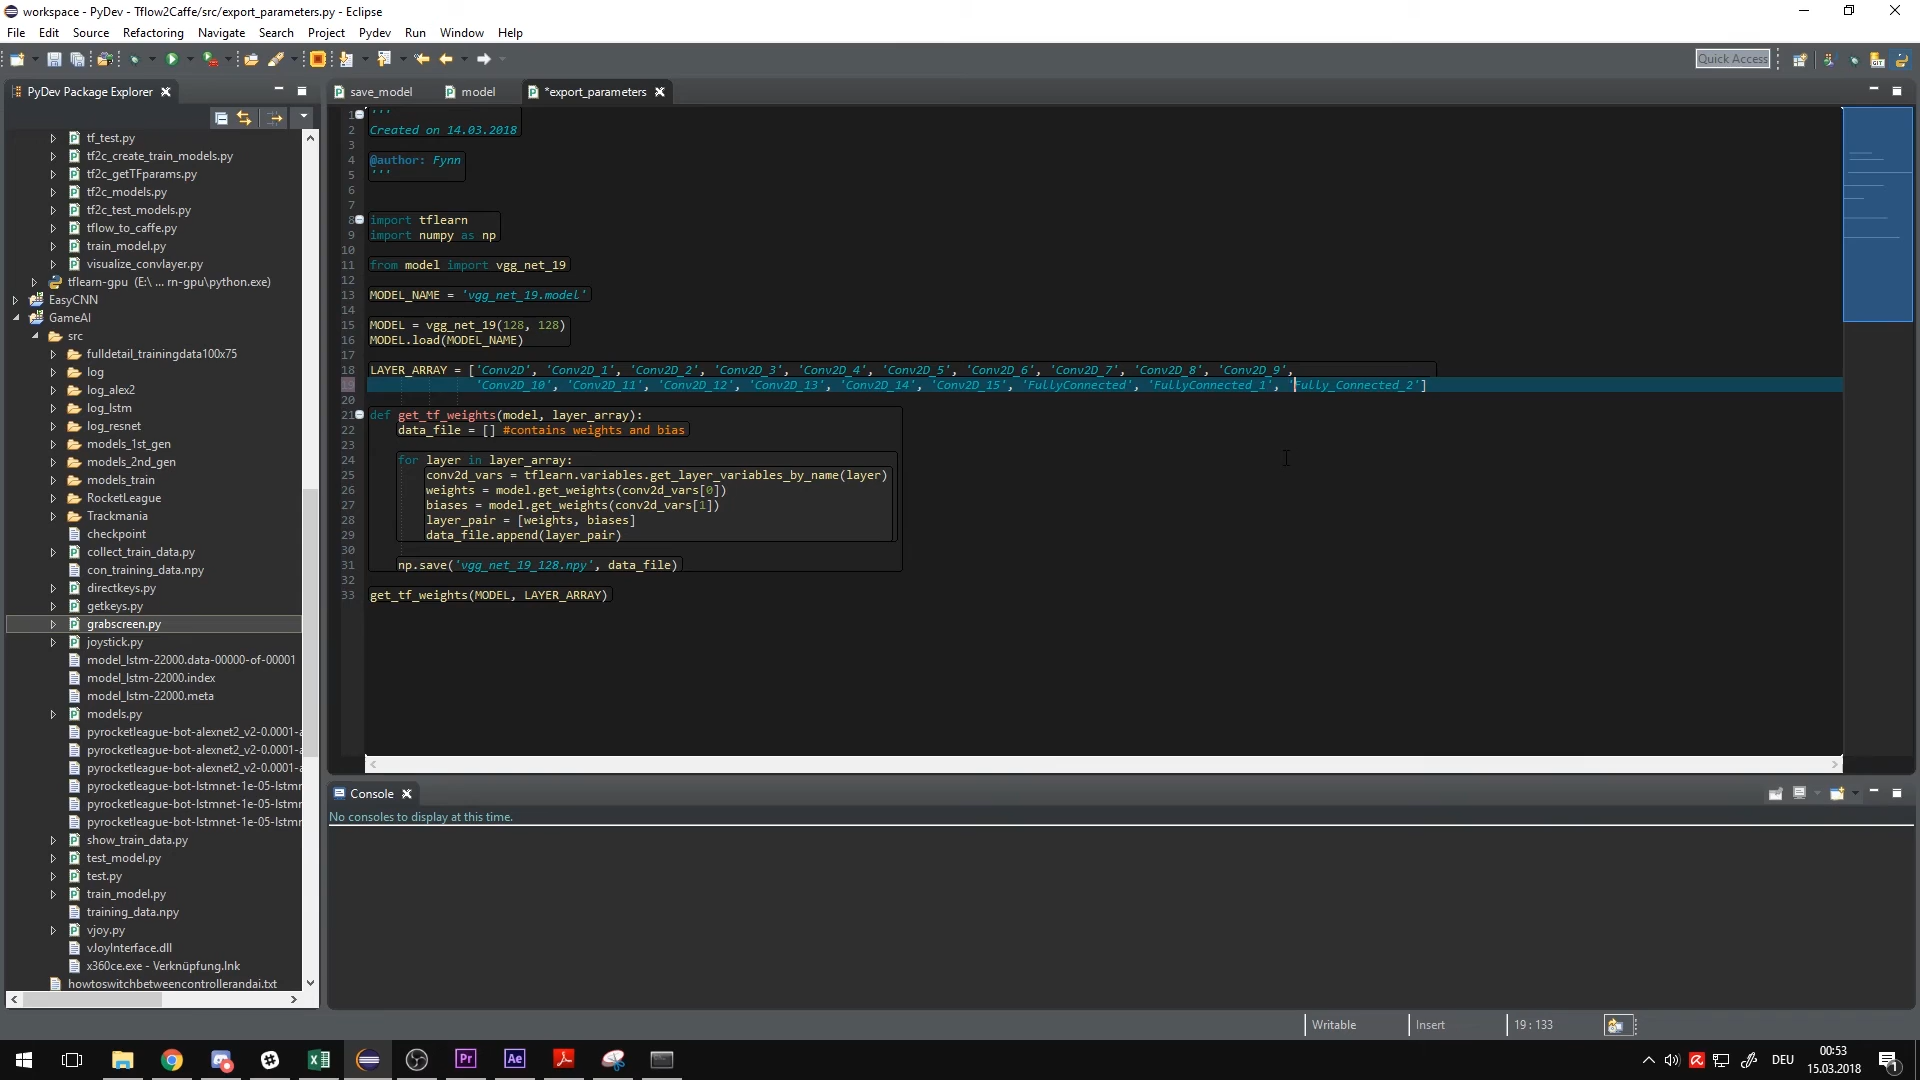 workspace - PyDev - Tflow2Caffe/src/export_parameters.py - Eclipse
File Edit Source Refactoring Navigate Search Project Pydev Run Window Help
Quick Access
PyDev Package Explorer
save_model model *export_parameters
tf_test.py
tf2c_create_train_models.py
tf2c_getTFparams.py
tf2c_models.py
tf2c_test_models.py
tflow_to_caffe.py
train_model.py
visualize_convlayer.py
tflearn-gpu (E:\ ... rn-gpu\python.exe)
EasyCNN
GameAI
src
fulldetail_trainingdata100x75
log
log_alex2
log_lstm
log_resnet
models_1st_gen
models_2nd_gen
models_train
RocketLeague
Trackmania
checkpoint
collect_train_data.py
con_training_data.npy
directkeys.py
getkeys.py
grabscreen.py
joystick.py
model_lstm-22000.data-00000-of-00001
model_lstm-22000.index
model_lstm-22000.meta
models.py
pyrocketleague-bot-alexnet2_v2-0.0001-a
pyrocketleague-bot-alexnet2_v2-0.0001-a
pyrocketleague-bot-alexnet2_v2-0.0001-a
pyrocketleague-bot-lstmnet-1e-05-lstmr
pyrocketleague-bot-lstmnet-1e-05-lstmr
pyrocketleague-bot-lstmnet-1e-05-lstmr
show_train_data.py
test_model.py
test.py
train_model.py
training_data.npy
vjoy.py
vJoyInterface.dll
x360ce.exe - Verknüpfung.lnk
howtoswitchbetweencontrollerandai.txt
1 '''
2 Created on 14.03.2018
3
4 @author: Fynn
5 '''
6
7
8 import tflearn
9 import numpy as np
10
11 from model import vgg_net_19
12
13 MODEL_NAME = 'vgg_net_19.model'
14
15 MODEL = vgg_net_19(128, 128)
16 MODEL.load(MODEL_NAME)
17
18 LAYER_ARRAY = ['Conv2D', 'Conv2D_1', 'Conv2D_2', 'Conv2D_3', 'Conv2D_4', 'Conv2D_5', 'Conv2D_6', 'Conv2D_7', 'Conv2D_8', 'Conv2D_9',
19 'Conv2D_10', 'Conv2D_11', 'Conv2D_12', 'Conv2D_13', 'Conv2D_14', 'Conv2D_15', 'FullyConnected', 'FullyConnected_1', 'Fully_Connected_2']
20
21 def get_tf_weights(model, layer_array):
22 data_file = [] #contains weights and bias
23
24 for layer in layer_array:
25 conv2d_vars = tflearn.variables.get_layer_variables_by_name(layer)
26 weights = model.get_weights(conv2d_vars[0])
27 biases = model.get_weights(conv2d_vars[1])
28 layer_pair = [weights, biases]
29 data_file.append(layer_pair)
30
31 np.save('vgg_net_19_128.npy', data_file)
32
33 get_tf_weights(MODEL, LAYER_ARRAY)
Console
No consoles to display at this time.
Writable Insert 19 : 133
Pr Ae
DEU
00:53
15.03.2018
1